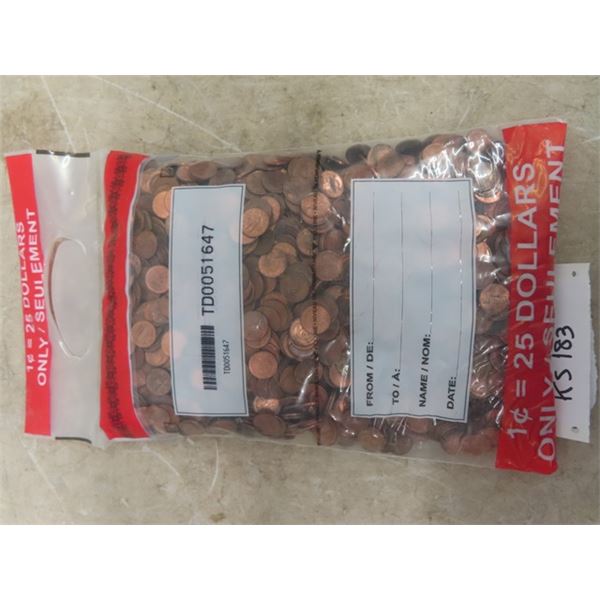 1¢ = 25 DOLLARS
ONLY / SEULEMENT
TD0051647
TD0051647
FROM / DE:
TO / À:
NAME / NOM:
DATE:
1¢ = 25 DOLLARS
ONLY / SEULEMENT
KS 183